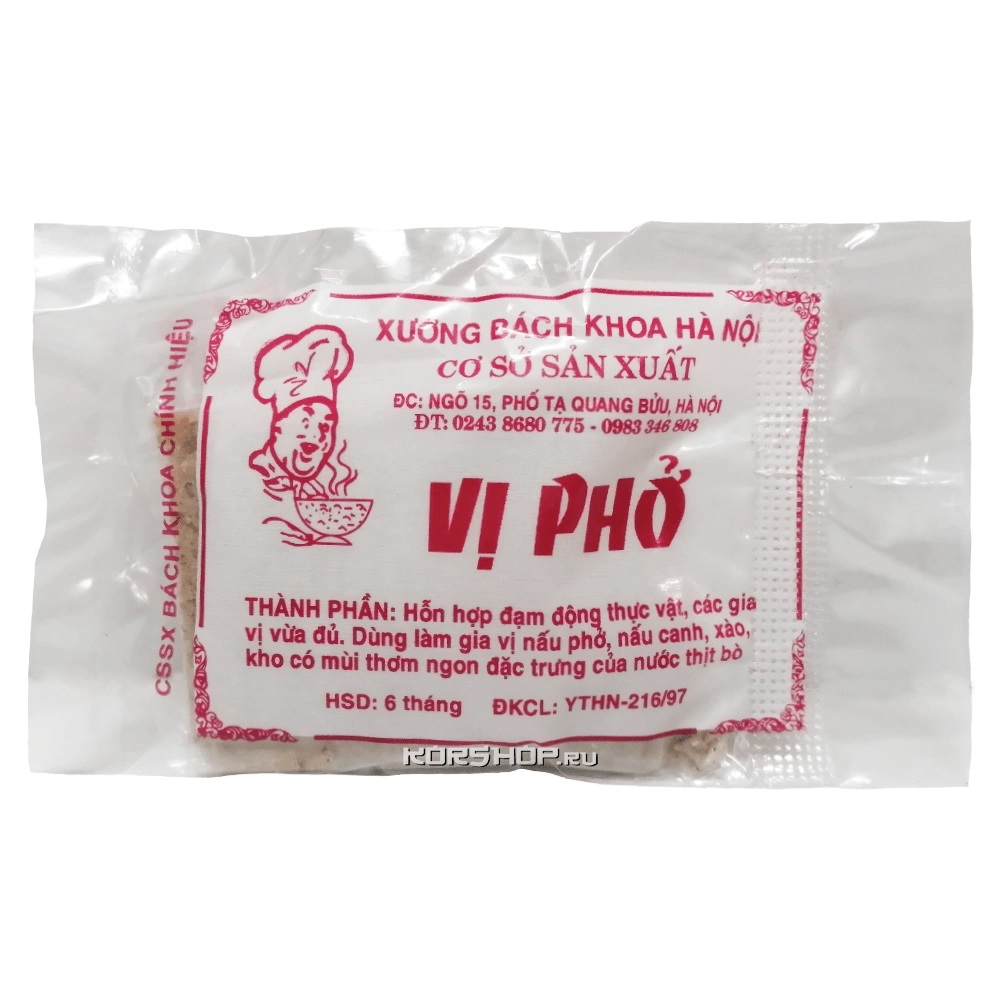 XƯỞNG BÁCH KHOA HÀ NỘI
CƠ SỞ SẢN XUẤT
ĐC: NGÕ 15, PHỐ TẠ QUANG BỬU, HÀ NỘI
ĐT: 0243 8680 775 - 0983 346 808
VỊ PHỞ
THÀNH PHẦN: Hỗn hợp đạm động thực vật, các gia
vị vừa đủ. Dùng làm gia vị nấu phở, nấu canh, xào,
kho có mùi thơm ngon đặc trưng của nước thịt bò
HSD: 6 tháng ĐKCL: YTHN-216/97
CSSX BÁCH KHOA CHÍNH HIỆU
KORSHOP.RU